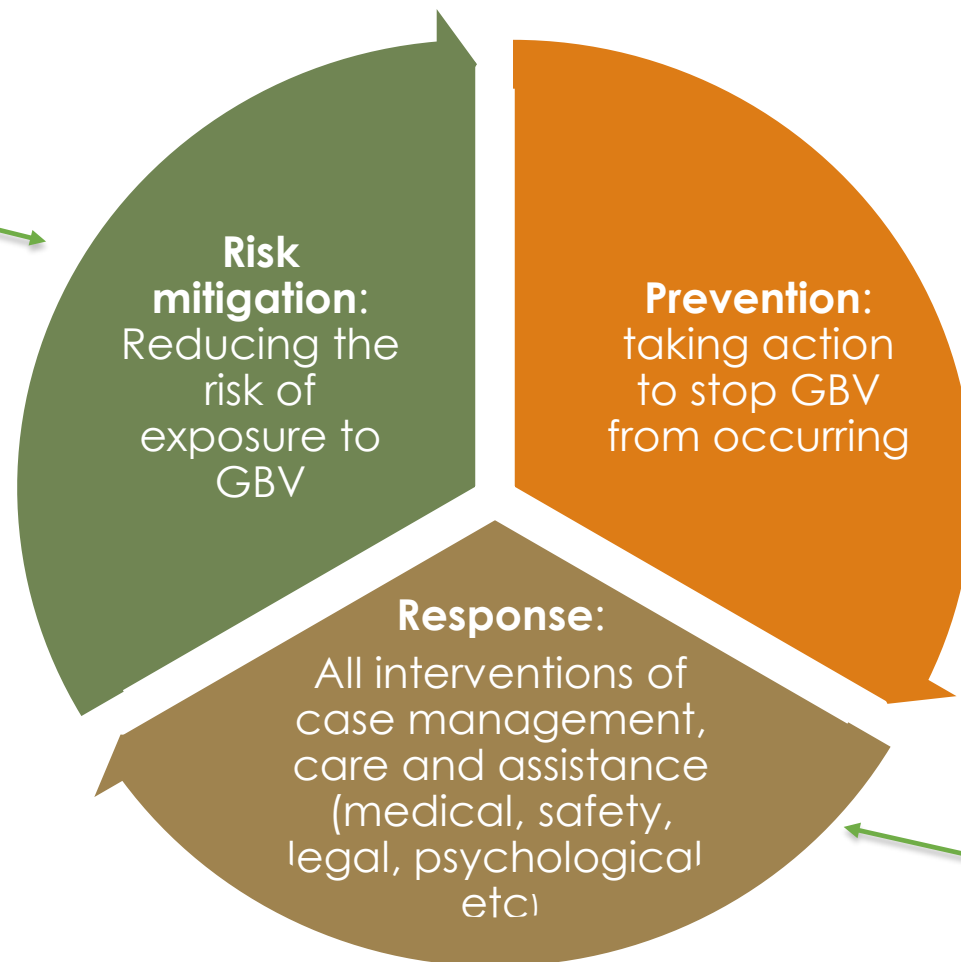 Risk
mitigation:
Reducing the
risk of
exposure to
GBV
Prevention:
taking action
to stop GBV
from occurring
Response:
All interventions of
case management,
care and assistance
(medical, safety,
legal, psychological
etc)